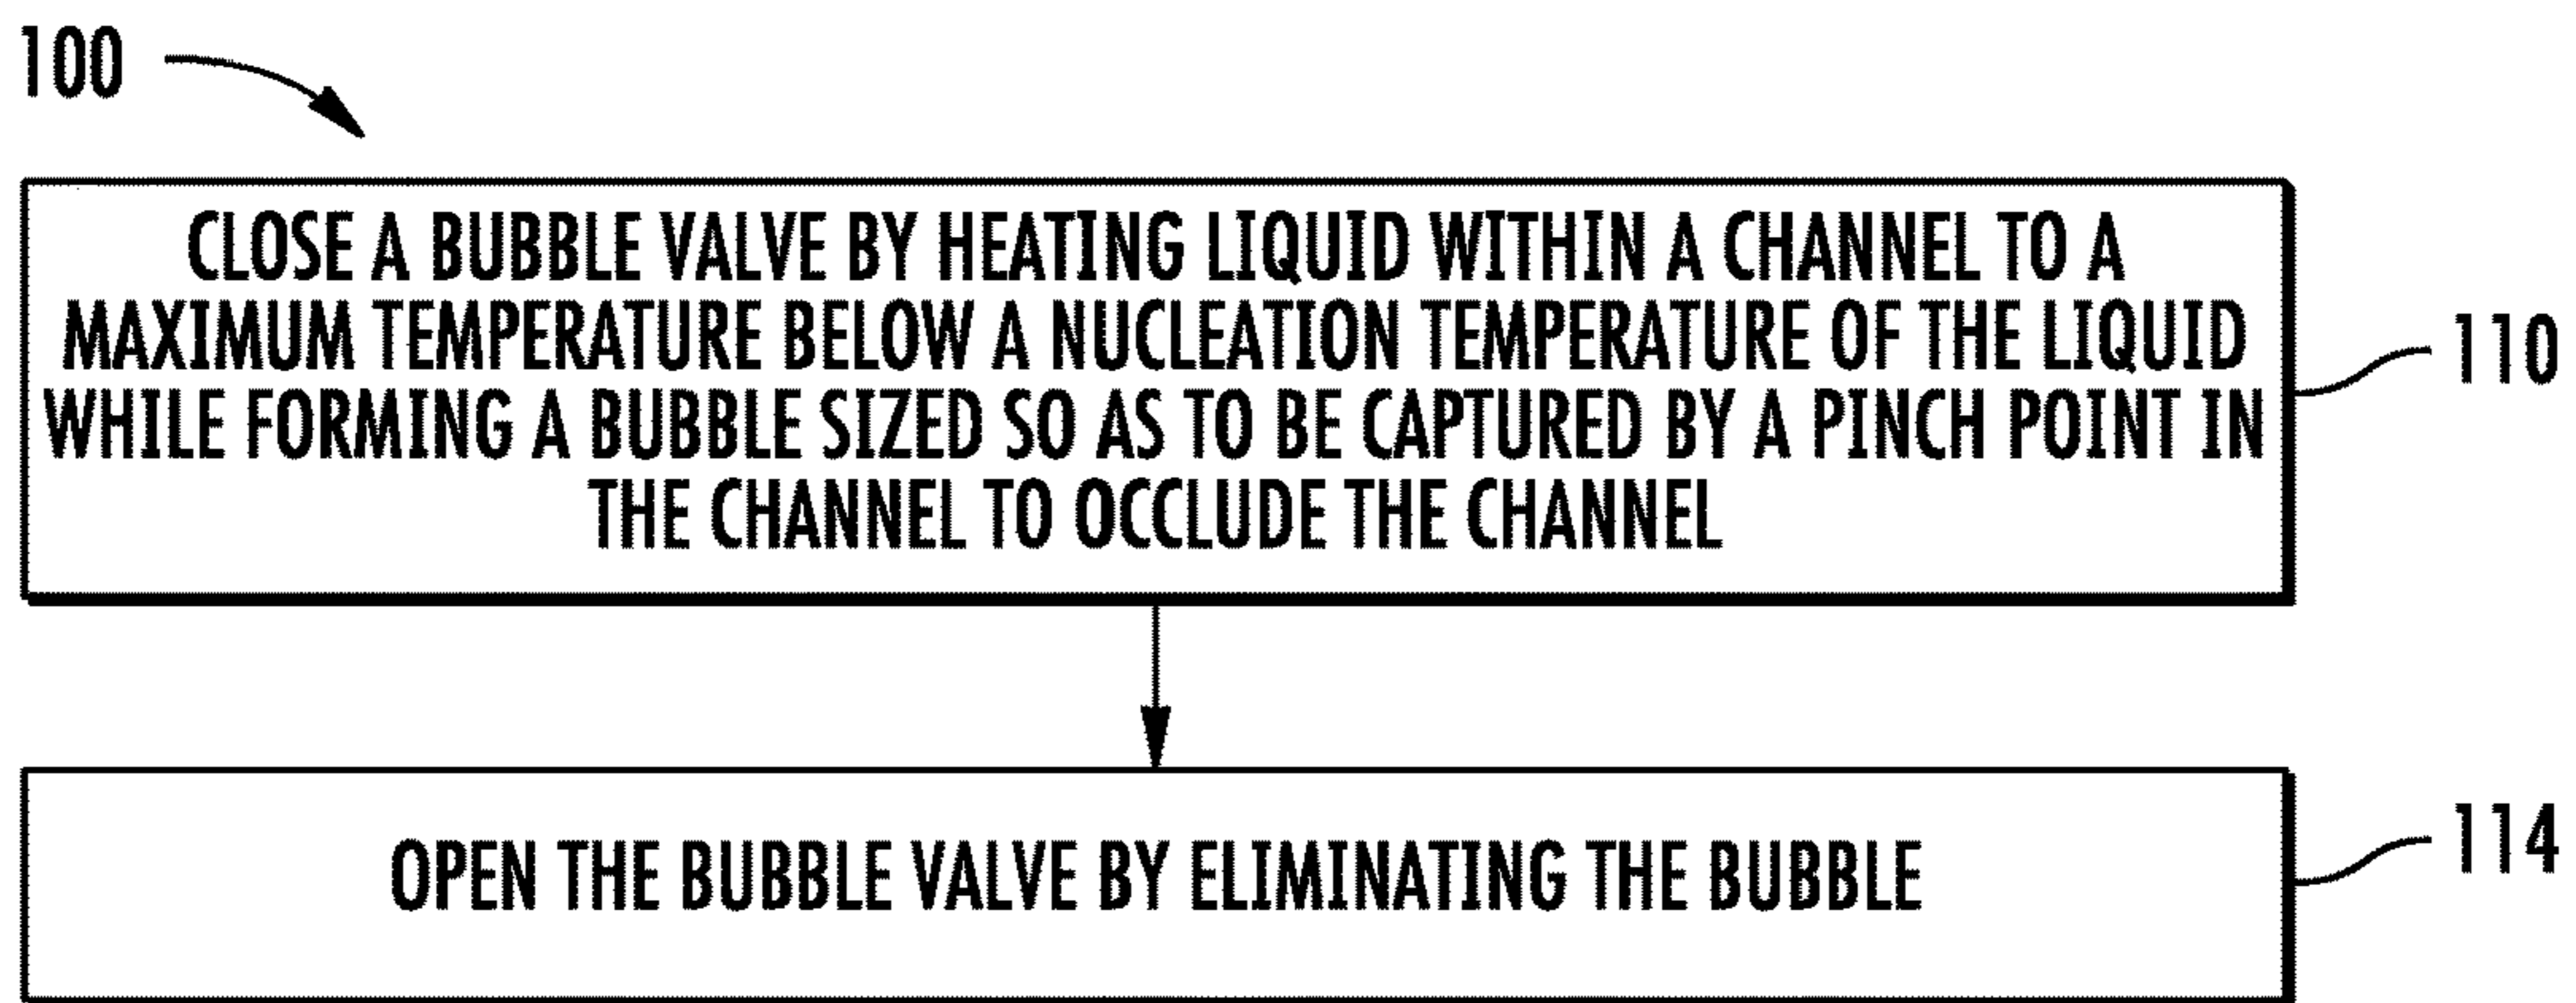 100
CLOSE A BUBBLE VALVE BY HEATING LIQUID WITHIN A CHANNEL TO A
MAXIMUM TEMPERATURE BELOW A NUCLEATION TEMPERATURE OF THE LIQUID
WHILE FORMING A BUBBLE SIZED SO AS TO BE CAPTURED BY A PINCH POINT IN
THE CHANNEL TO OCCLUDE THE CHANNEL
110
OPEN THE BUBBLE VALVE BY ELIMINATING THE BUBBLE
114